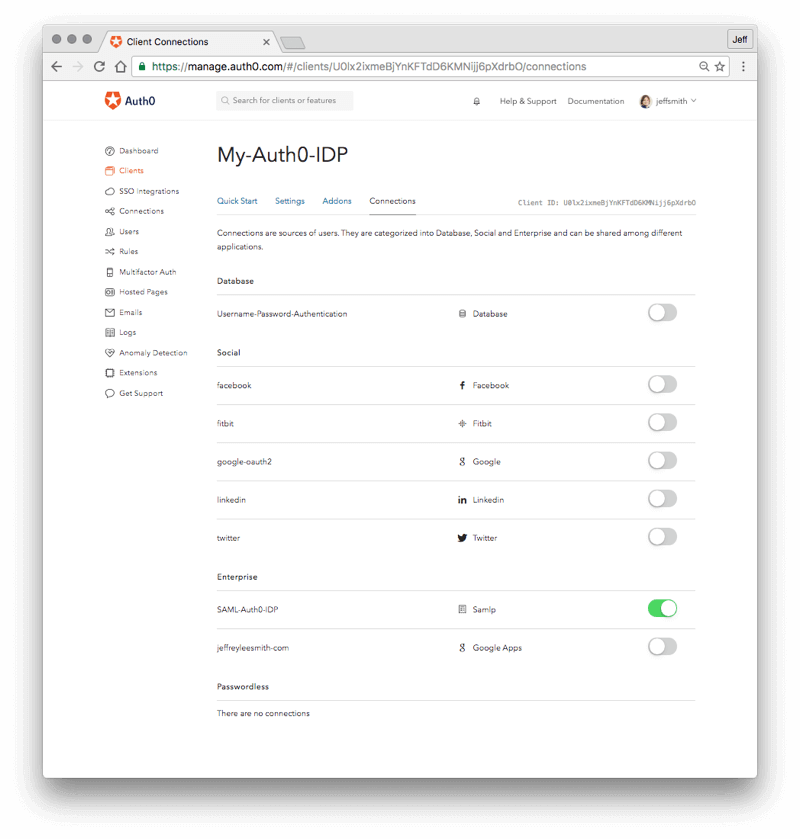 Client Connections
Jeff
https://manage.auth0.com/#/clients/U0lx2ixmeBjYnKFTdD6KMNijj6pXdrbO/connections
Auth0
Search for clients or features
Help & Support
Documentation
jeffsmith
Dashboard
Clients
SSO Integrations
Connections
Users
Rules
Multifactor Auth
Hosted Pages
Emails
Logs
Anomaly Detection
Extensions
Get Support
My-Auth0-IDP
Quick Start
Settings
Addons
Connections
Client ID: U0lx2ixmeBjYnKFTdD6KMNijj6pXdrbO
Connections are sources of users. They are categorized into Database, Social and Enterprise and can be shared among different
applications.
Database
Username-Password-Authentication
Database
Social
facebook
Facebook
fitbit
Fitbit
google-oauth2
Google
linkedin
LinkedIn
twitter
Twitter
Enterprise
SAML-Auth0-IDP
Samlp
jeffreyleesmith-com
Google Apps
Passwordless
There are no connections